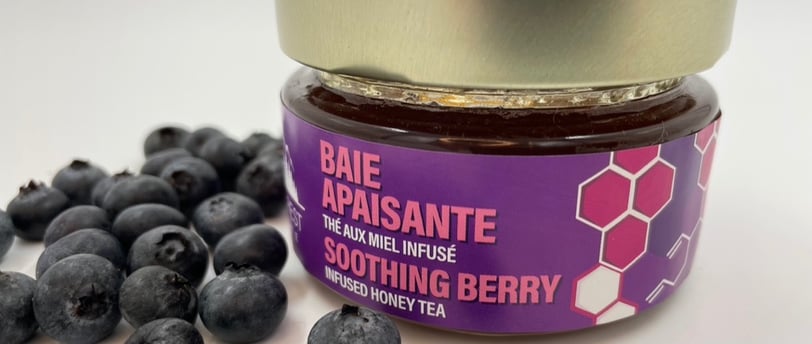 BAIE
APAISANTE
THÉ AUX MIEL INFUSÉ
SOOTHING BERRY
INFUSED HONEY TEA